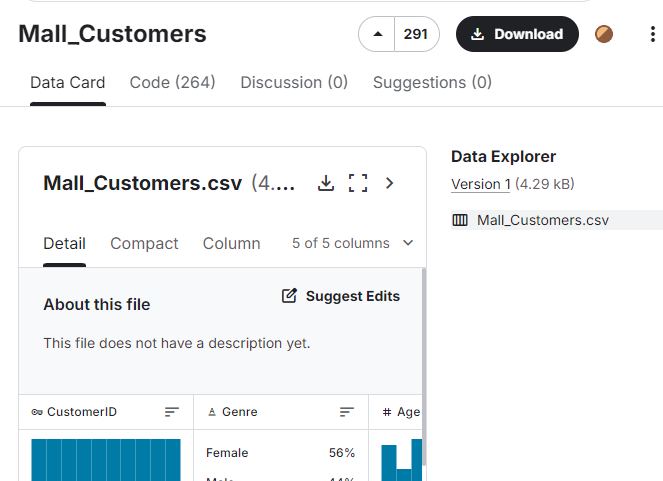 Mall_Customers
291
Download
Data Card
Code (264)
Discussion (0)
Suggestions (0)
Mall_Customers.csv (4....
Detail
Compact
Column
5 of 5 columns
About this file
Suggest Edits
This file does not have a description yet.
CustomerID
Genre
# Age
Female
56%
Male
44%
Data Explorer
Version 1 (4.29 kB)
Mall_Customers.csv